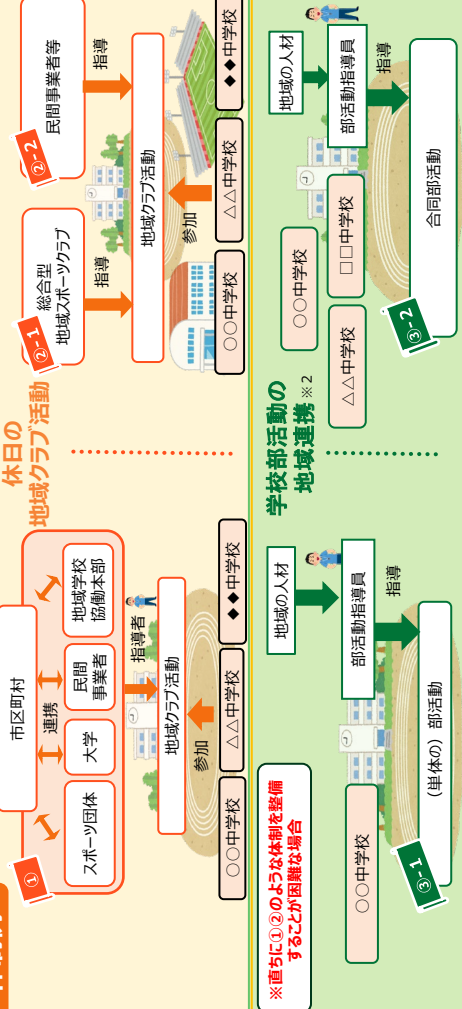 休日の
地域クラブ活動
①
市区町村
連携
スポーツ団体
大学
民間
事業者
地域学校
協働本部
指導者
地域クラブ活動
参加
○○中学校
△△中学校
◆◆中学校
②-1
総合型
地域スポーツクラブ
指導
②-2
民間事業者等
指導
地域クラブ活動
参加
○○中学校
△△中学校
◆◆中学校
学校部活動の
地域連携※2
※直ちに①②のような体制を整備
することが困難な場合
地域の人材
部活動指導員
指導
○○中学校
③-1
(単体の)部活動
地域の人材
部活動指導員
指導
○○中学校
△△中学校
□□中学校
③-2
合同部活動